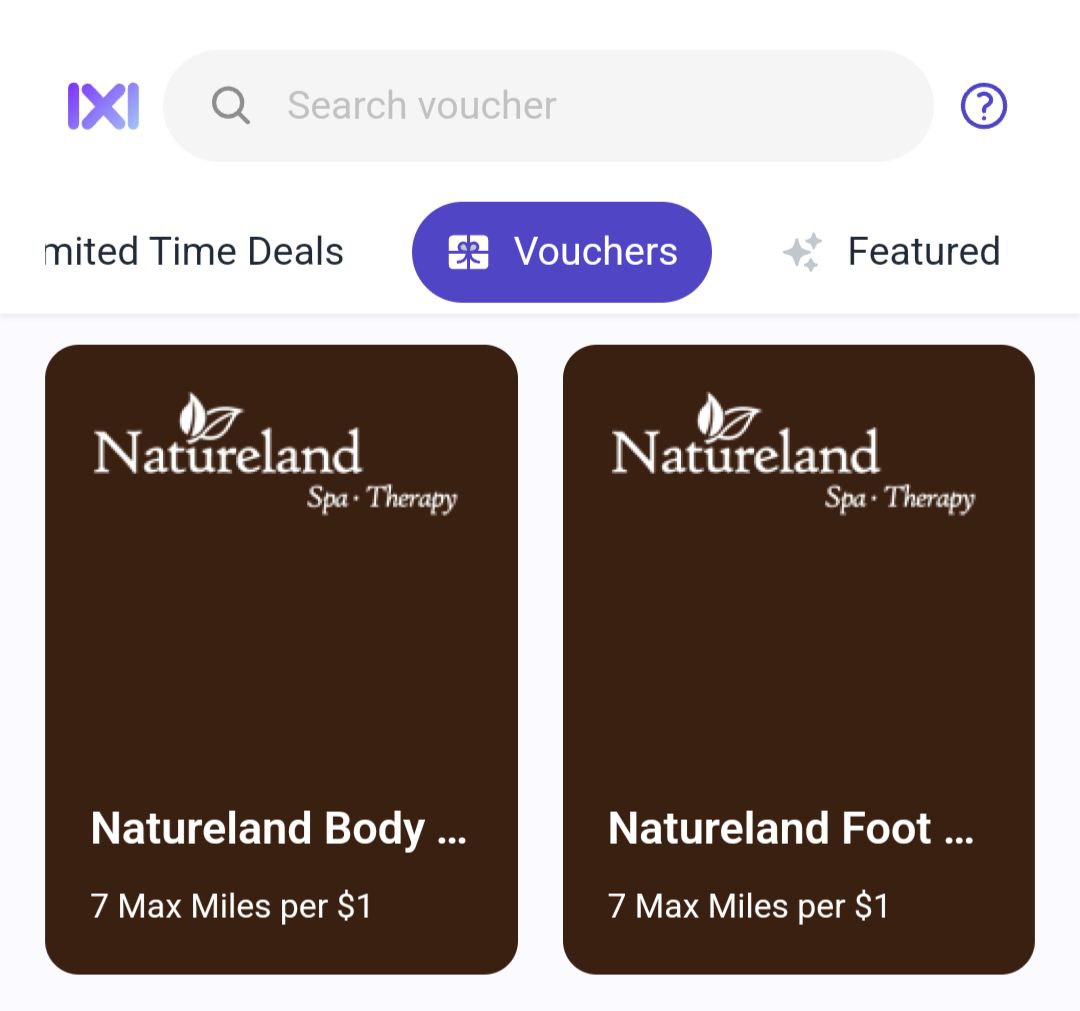 Search voucher
mited Time Deals
Vouchers
Featured
Natureland
Spa · Therapy
Natureland Body ...
7 Max Miles per $1
Natureland
Spa · Therapy
Natureland Foot ...
7 Max Miles per $1